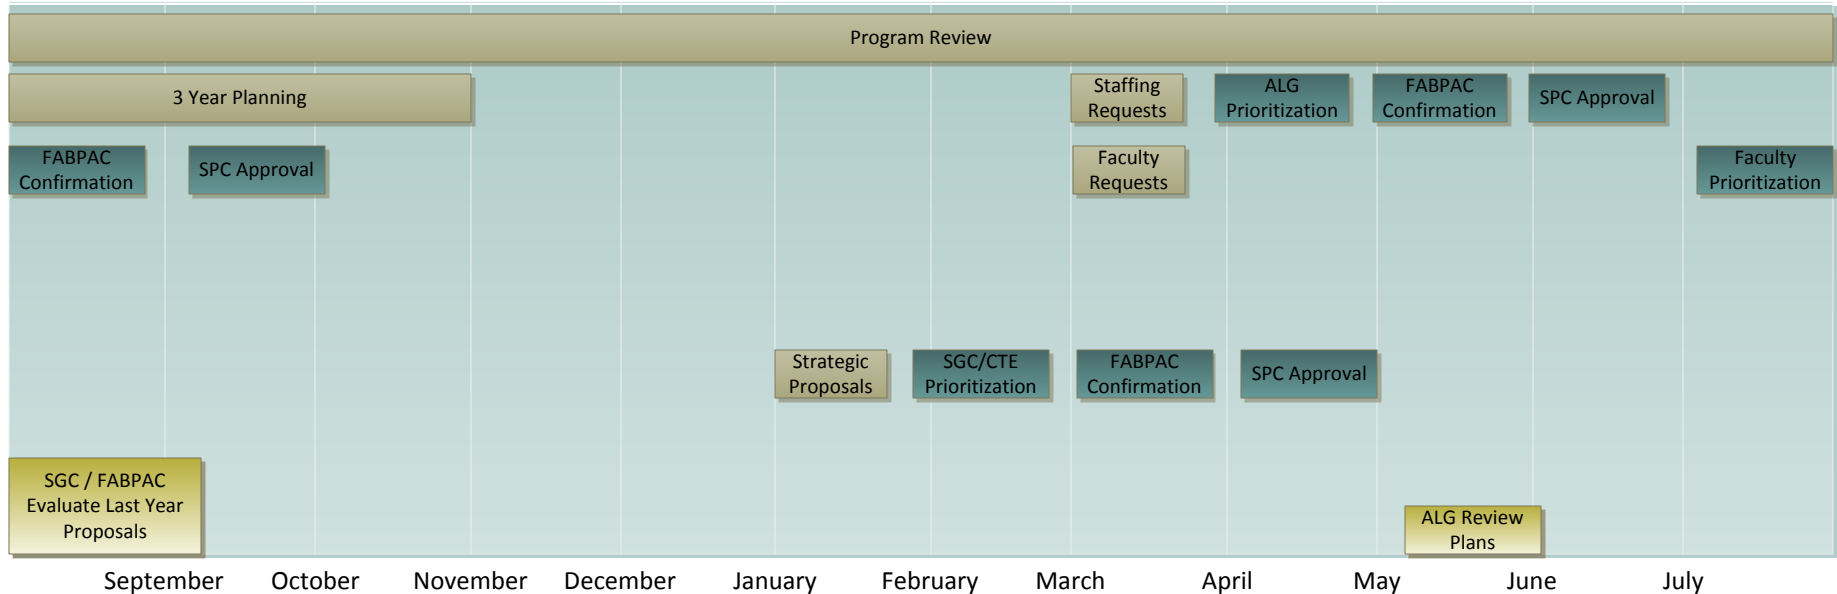 Program Review
3 Year Planning
Staffing
Requests
ALG
Prioritization
FABPAC
Confirmation
SPC Approval
FABPAC
Confirmation
SPC Approval
Faculty
Requests
Faculty
Prioritization
Strategic
Proposals
SGC/CTE
Prioritization
FABPAC
Confirmation
SPC Approval
SGC / FABPAC
Evaluate Last Year
Proposals
ALG Review
Plans
September October November December January February March April May June July